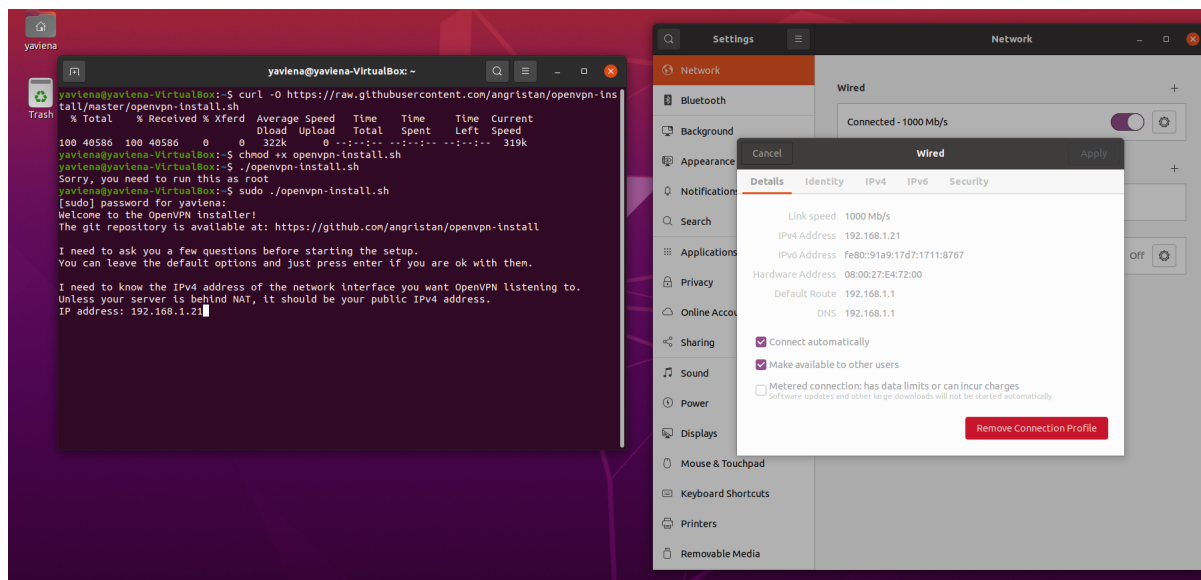 yaviena
Trash
yaviena@yaviena-VirtualBox: ~
yaviena@yaviena-VirtualBox:~$ curl -O https://raw.githubusercontent.com/angristan/openvpn-ins
tall/master/openvpn-install.sh
% Total % Received % Xferd Average Speed Time Time Time Current
Dload Upload Total Spent Left Speed
100 40586 100 40586 0 0 322k 0 --:--:-- --:--:-- --:--:-- 319k
yaviena@yaviena-VirtualBox:~$ chmod +x openvpn-install.sh
yaviena@yaviena-VirtualBox:~$ ./openvpn-install.sh
Sorry, you need to run this as root
yaviena@yaviena-VirtualBox:~$ sudo ./openvpn-install.sh
[sudo] password for yaviena:
Welcome to the OpenVPN installer!
The git repository is available at: https://github.com/angristan/openvpn-install
I need to ask you a few questions before starting the setup.
You can leave the default options and just press enter if you are ok with them.
I need to know the IPv4 address of the network interface you want OpenVPN listening to.
Unless your server is behind NAT, it should be your public IPv4 address.
IP address: 192.168.1.21
Settings
Network
Network
Bluetooth
Background
Appearance
Notifications
Search
Applications
Privacy
Online Accou
Sharing
Sound
Power
Displays
Mouse & Touchpad
Keyboard Shortcuts
Printers
Removable Media
Wired
Connected - 1000 Mb/s
Off
Cancel
Wired
Apply
Details Identity IPv4 IPv6 Security
Link speed 1000 Mb/s
IPv4 Address 192.168.1.21
IPv6 Address fe80::91a9:17d7:1711:8767
Hardware Address 08:00:27:E4:72:00
Default Route 192.168.1.1
DNS 192.168.1.1
Connect automatically
Make available to other users
Metered connection: has data limits or can incur charges
Software updates and other large downloads will not be started automatically.
Remove Connection Profile